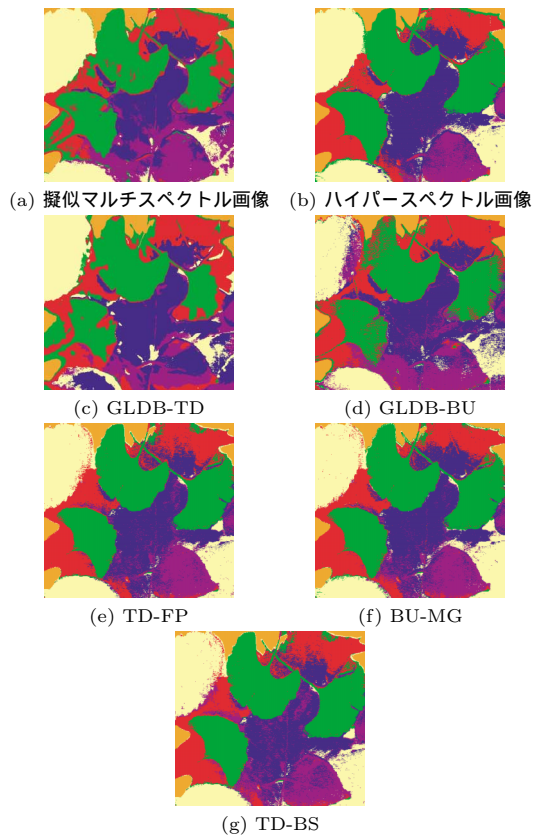 (a) 擬似マルチスペクトル画像
(b) ハイパースペクトル画像
(c) GLDB-TD
(d) GLDB-BU
(e) TD-FP
(f) BU-MG
(g) TD-BS